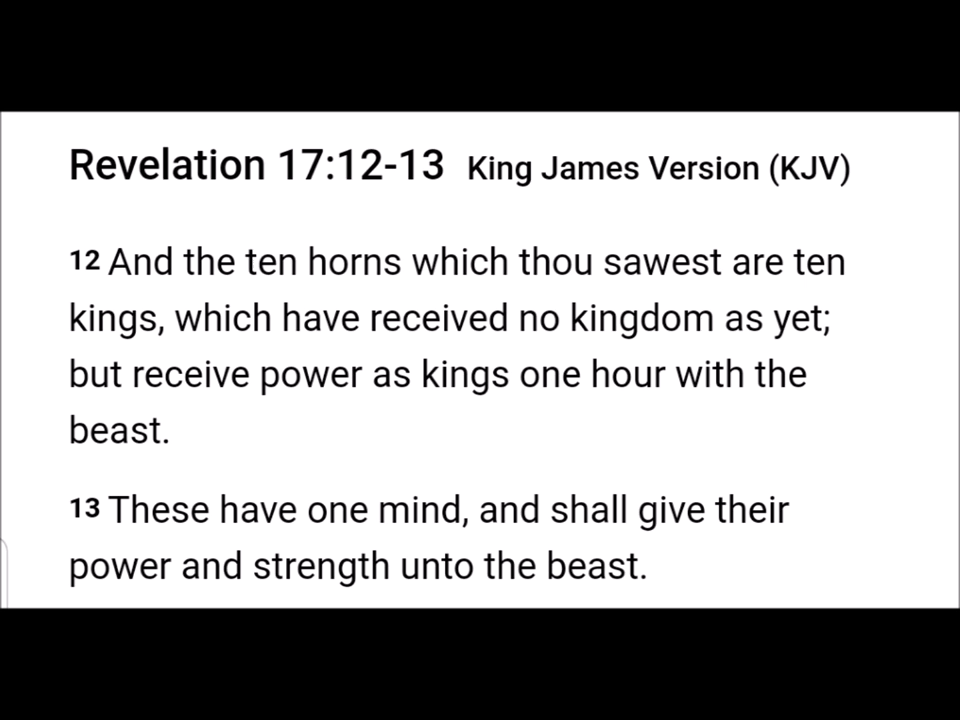 Revelation 17:12-13 King James Version (KJV)
12 And the ten horns which thou sawest are ten
kings, which have received no kingdom as yet;
but receive power as kings one hour with the
beast.
13 These have one mind, and shall give their
power and strength unto the beast.